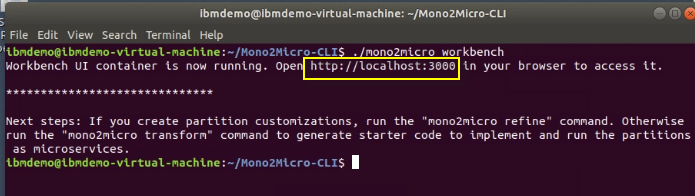 ibmdemo@ibmdemo-virtual-machine: ~/Mono2Micro-CLI
File Edit View Search Terminal Help
ibmdemo@ibmdemo-virtual-machine:~/Mono2Micro-CLI$ ./mono2micro workbench
Workbench UI container is now running. Open http://localhost:3000 in your browser to access it.
******************************
Next steps: If you create partition customizations, run the "mono2micro refine" command. Otherwise
run the "mono2micro transform" command to generate starter code to implement and run the partitions
as microservices.
ibmdemo@ibmdemo-virtual-machine:~/Mono2Micro-CLI$